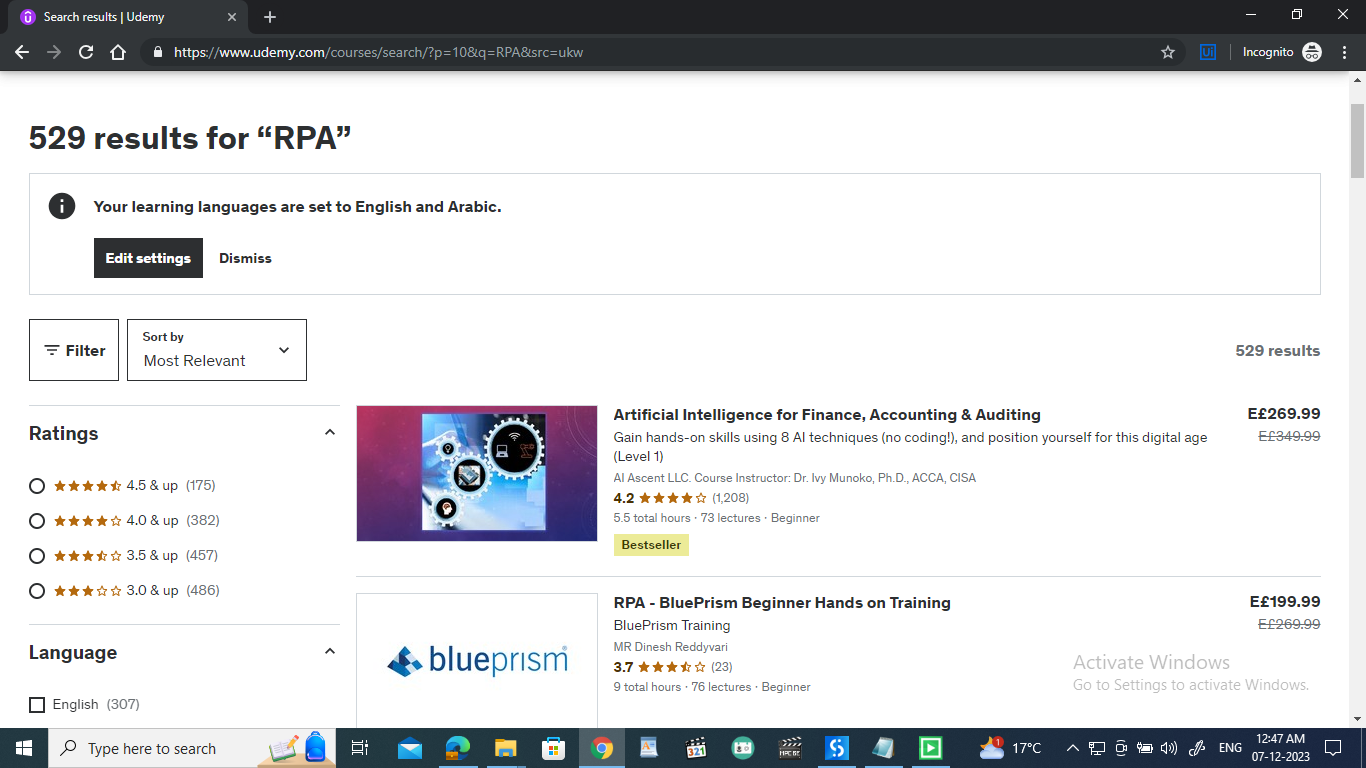 Search results | Udemy
https://www.udemy.com/courses/search/?p=10&q=RPA&src=ukw
Ui
Incognito
529 results for “RPA”
Your learning languages are set to English and Arabic.
Edit settings
Dismiss
Filter
Sort by
Most Relevant
529 results
Ratings
4.5 & up (175)
4.0 & up (382)
3.5 & up (457)
3.0 & up (486)
Language
English (307)
Artificial Intelligence for Finance, Accounting & Auditing
E£269.99
Gain hands-on skills using 8 AI techniques (no coding!), and position yourself for this digital age
E£349.99
(Level 1)
AI Ascent LLC. Course Instructor: Dr. Ivy Munoko, Ph.D., ACCA, CISA
4.2 (1,208)
5.5 total hours · 73 lectures · Beginner
Bestseller
blueprism
RPA - BluePrism Beginner Hands on Training
E£199.99
BluePrism Training
E£269.99
MR Dinesh Reddyvari
3.7 (23)
9 total hours · 76 lectures · Beginner
Activate Windows
Go to Settings to activate Windows.
Type here to search
321
MPC BE
1
17°C
ENG
12:47 AM
07-12-2023